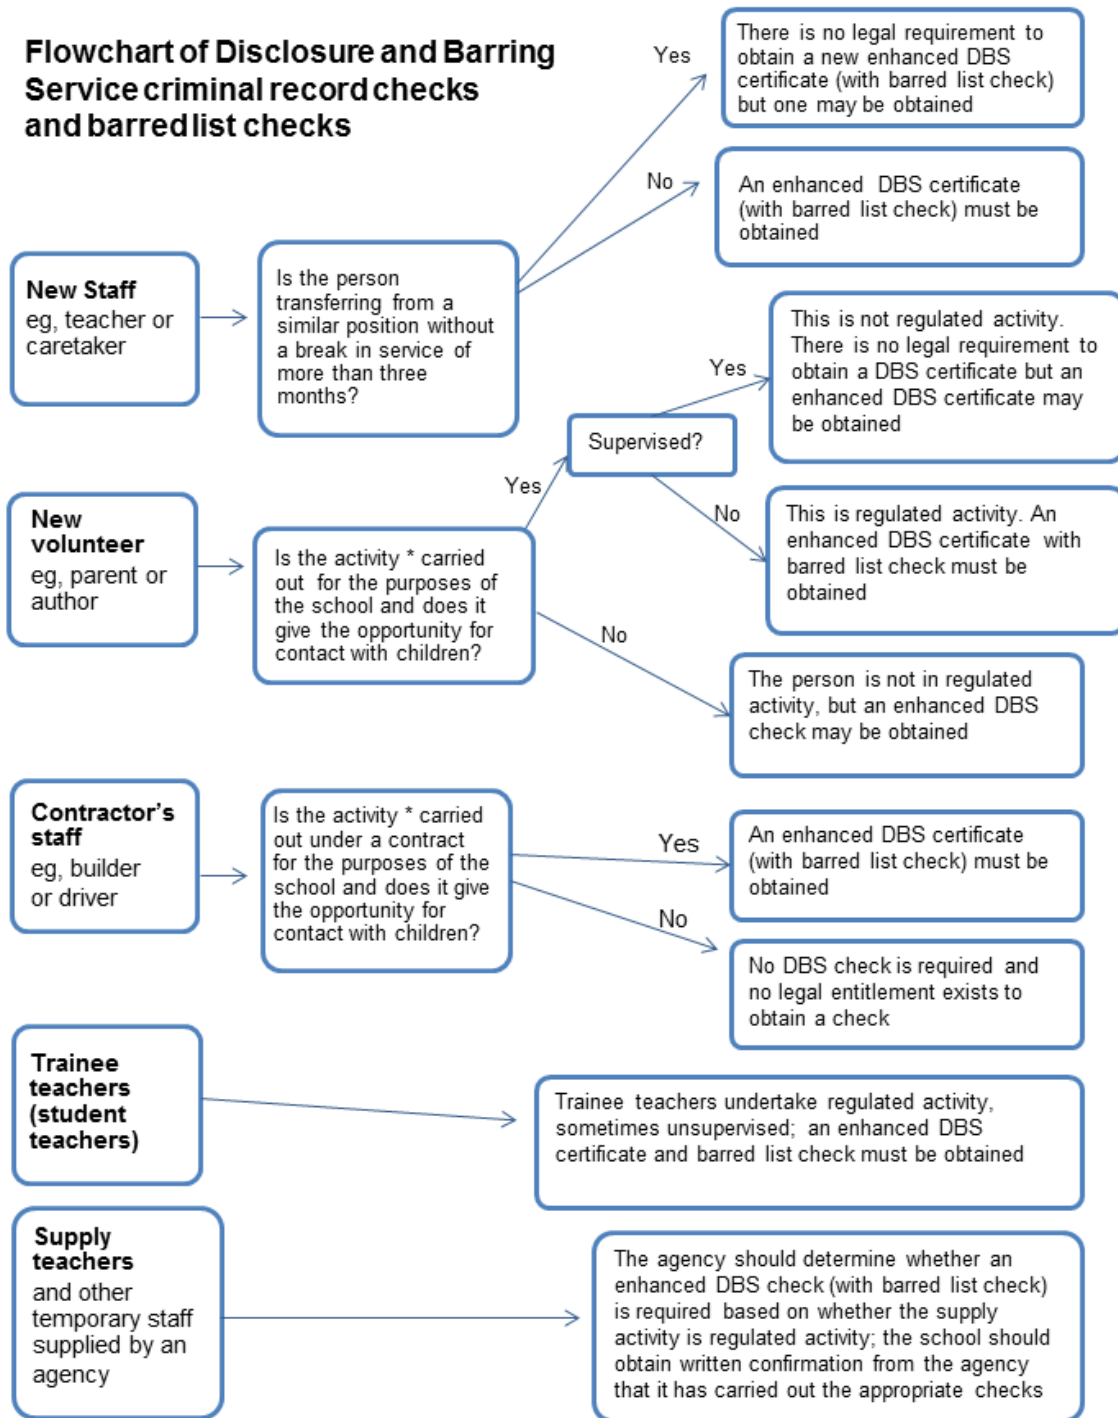 Flowchart of Disclosure and Barring
Service criminal record checks
and barred list checks
Yes
There is no legal requirement to
obtain a new enhanced DBS
certificate (with barred list check)
but one may be obtained
No
An enhanced DBS certificate
(with barred list check) must be
obtained
New Staff
eg, teacher or
caretaker
Is the person
transferring from a
similar position without
a break in service of
more than three
months?
This is not regulated activity.
There is no legal requirement to
obtain a DBS certificate but an
enhanced DBS certificate may
be obtained
Yes
Supervised?
Yes
No
This is regulated activity. An
enhanced DBS certificate with
barred list check must be
obtained
New
volunteer
eg, parent or
author
Is the activity * carried
out for the purposes of
the school and does it
give the opportunity for
contact with children?
No
The person is not in regulated
activity, but an enhanced DBS
check may be obtained
Contractor's
staff
eg, builder
or driver
Is the activity * carried
out under a contract
for the purposes of the
school and does it give
the opportunity for
contact with children?
Yes
An enhanced DBS certificate
(with barred list check) must be
obtained
No
No DBS check is required and
no legal entitlement exists to
obtain a check
Trainee
teachers
(student
teachers)
Trainee teachers undertake regulated activity,
sometimes unsupervised; an enhanced DBS
certificate and barred list check must be obtained
Supply
teachers
and other
temporary staff
supplied by an
agency
The agency should determine whether an
enhanced DBS check (with barred list check)
is required based on whether the supply
activity is regulated activity; the school should
obtain written confirmation from the agency
that it has carried out the appropriate checks